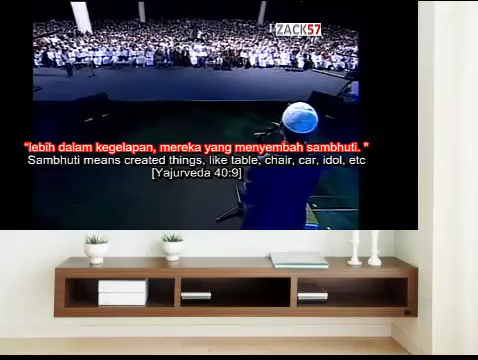 ZACK57
"lebih dalam kegelapan, mereka yang menyembah sambhuti. "
Sambhuti means created things, like table, chair, car, idol, etc
[Yajurveda 40:9]